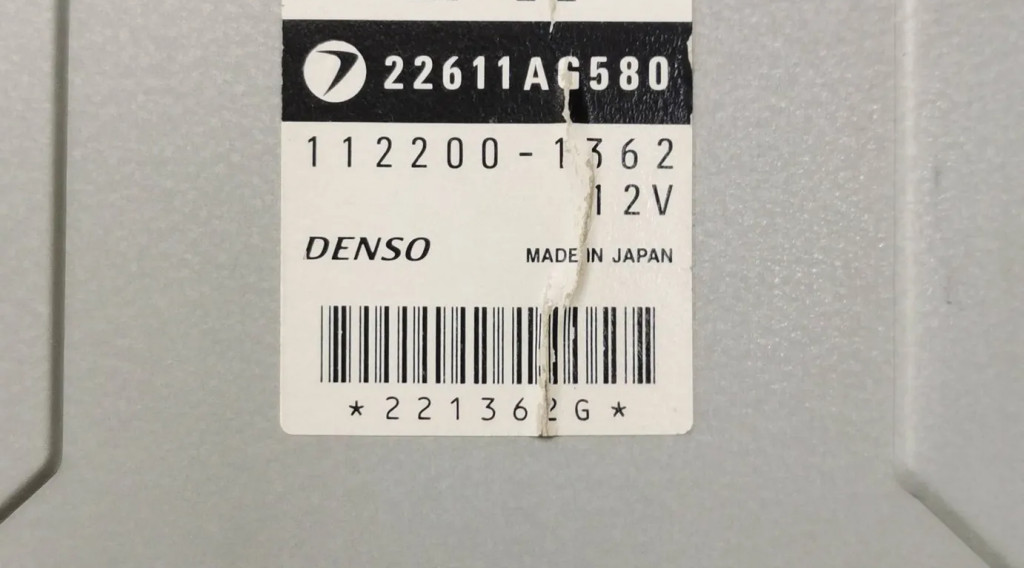 22611AG580
112200-1362
12V
DENSO
MADE IN JAPAN
*221362G*